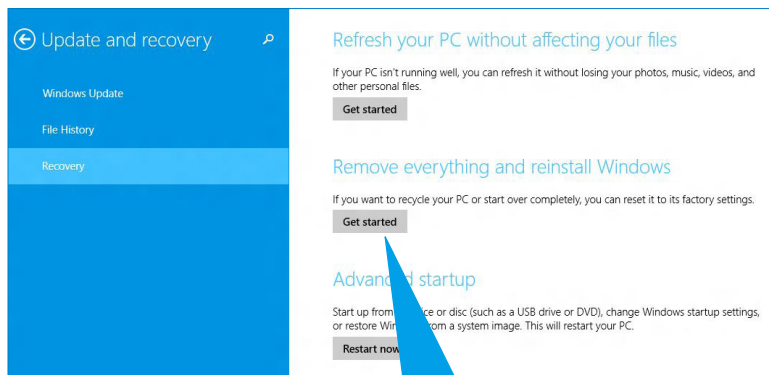 Update and recovery
Windows Update
File History
Recovery
Refresh your PC without affecting your files
If your PC isn't running well, you can refresh it without losing your photos, music, videos, and
other personal files.
Get started
Remove everything and reinstall Windows
If you want to recycle your PC or start over completely, you can reset it to its factory settings.
Get started
startup
Start up from or disc (such as a USB drive or DVD), change Windows startup settings,
or restore from a system image. This will restart your PC.
Restart now